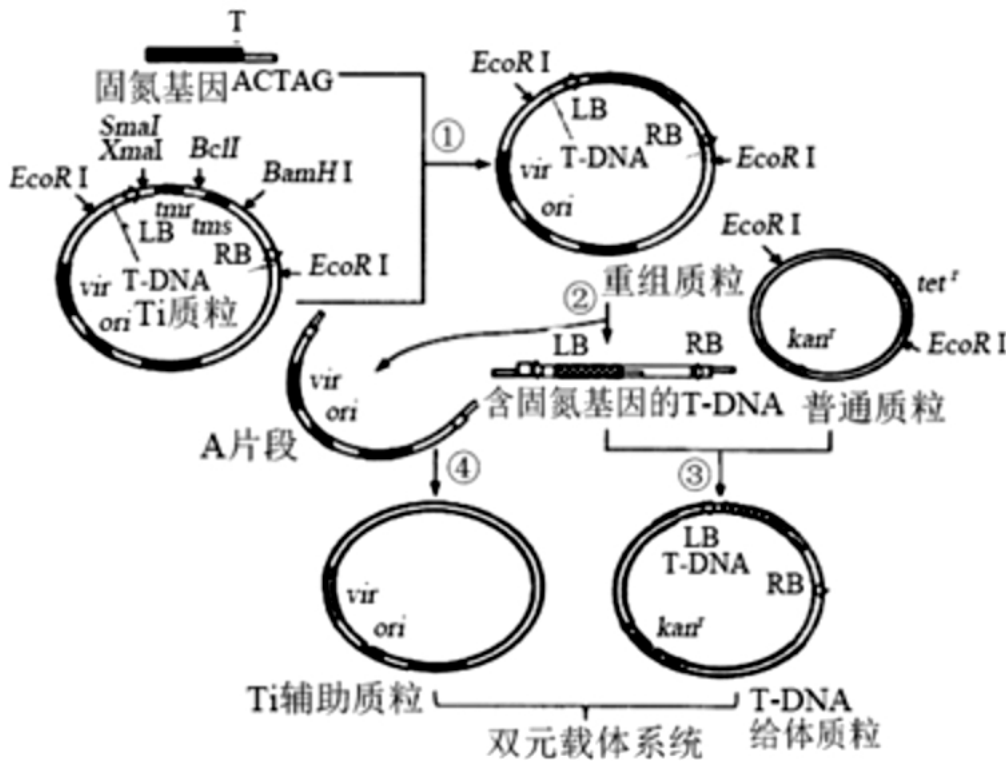 T
固氮基因ACTAG
SmaI
XmaI
BclI
EcoR I
BamH I
tmr
tms
LB
RB
EcoR I
T-DNA
vir
ori
Ti质粒
①
EcoR I
LB
RB
T-DNA
EcoR I
vir
ori
重组质粒
②
EcoR I
tetʳ
kanʳ
EcoR I
普通质粒
vir
ori
A片段
LB
RB
含固氮基因的T-DNA
④
③
vir
ori
Ti辅助质粒
LB
T-DNA
RB
kanʳ
T-DNA
给体质粒
双元载体系统